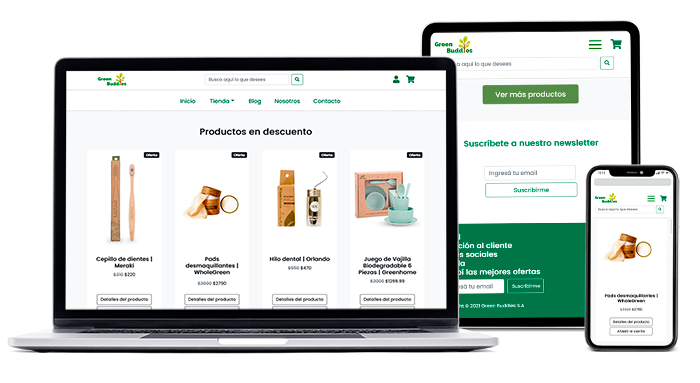 Green
Buddies
Busca aquí lo que desees
Inicio
Tienda
Blog
Nosotros
Contacto
Productos en descuento
Oferta
Oferta
Oferta
Oferta
Cepillo de dientes |
Meraki
$310 $220
Detalles del producto
Pads
desmaquillantes |
WholeGreen
$2790
Detalles del producto
Hilo dental | Orlando
$470
Detalles del producto
Juego de Vajilla
Biodegradable 6
Piezas | Greenhome
$1299.99
Detalles del producto
Green
Buddies
Busca aquí lo que desees
Ver más productos
Suscríbete a nuestro newsletter
Ingresá tu email
Suscribirme
ción al cliente
s sociales
a
bí las mejores ofertas
sá tu email
Suscribirme
ht © 2021 Green Buddies S.A
Green
Buddies
Busca aquí lo que desees
Pads desmaquillantes |
WholeGreen
$2790
Detalles del producto
Añadir al carrito